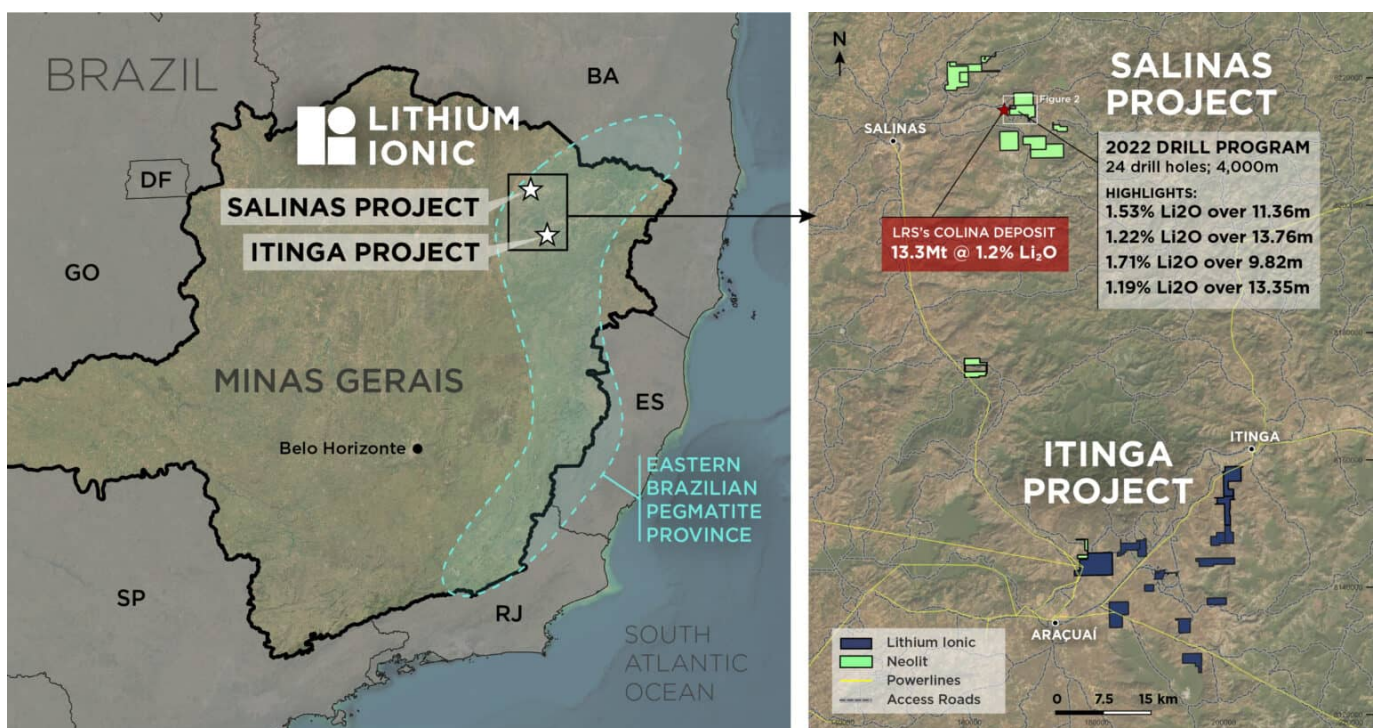 BRAZIL
BA
LITHIUM
IONIC
DF
SALINAS PROJECT
ITINGA PROJECT
GO
MINAS GERAIS
ES
Belo Horizonte
EASTERN
BRAZILIAN
PEGMATITE
PROVINCE
SP
RJ
SOUTH
ATLANTIC
OCEAN
N
SALINAS
PROJECT
Figure 2
SALINAS
2022 DRILL PROGRAM
24 drill holes; 4,000m
HIGHLIGHTS:
1.53% Li2O over 11.36m
1.22% Li2O over 13.76m
1.71% Li2O over 9.82m
1.19% Li2O over 13.35m
LRS's COLINA DEPOSIT
13.3Mt @ 1.2% Li₂O
ITINGA
PROJECT
ITINGA
ARAÇUAÍ
Lithium Ionic
Neolit
Powerlines
Access Roads
0 7.5 15 km